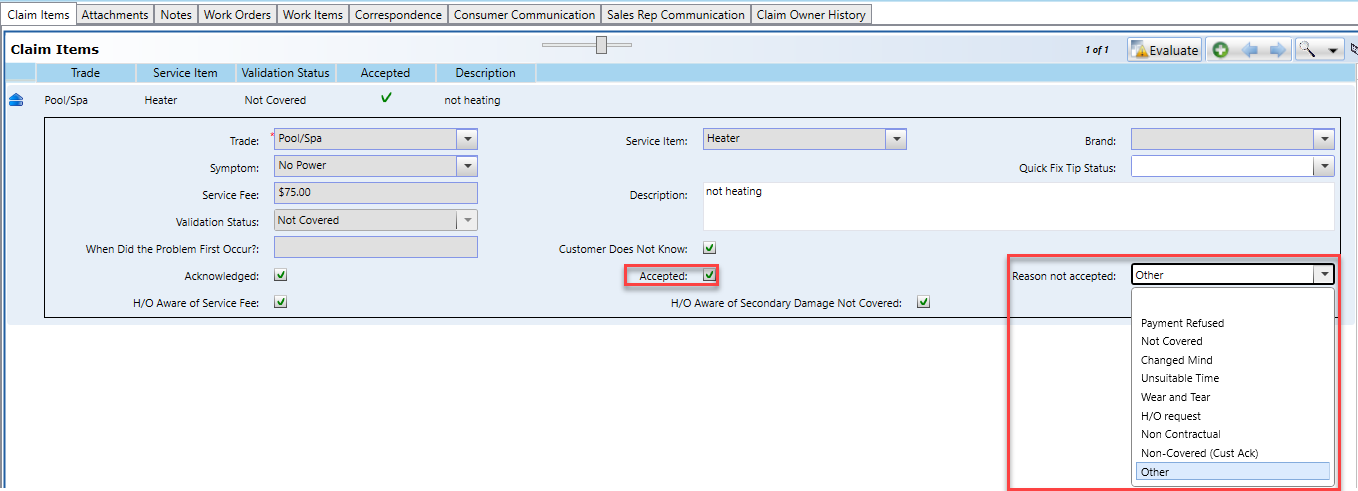 Claim Items Attachments Notes Work Orders Work Items Correspondence Consumer Communication Sales Rep Communication Claim Owner History
Claim Items 1 of 1 Evaluate
Trade Service Item Validation Status Accepted Description
Pool/Spa Heater Not Covered not heating
* Trade: Pool/Spa Service Item: Heater Brand:
Symptom: No Power Quick Fix Tip Status:
Service Fee: $75.00 Description: not heating
Validation Status: Not Covered
When Did the Problem First Occur?: Customer Does Not Know:
Acknowledged: Accepted: Reason not accepted: Other
H/O Aware of Service Fee: H/O Aware of Secondary Damage Not Covered:
Payment Refused
Not Covered
Changed Mind
Unsuitable Time
Wear and Tear
H/O request
Non Contractual
Non-Covered (Cust Ack)
Other